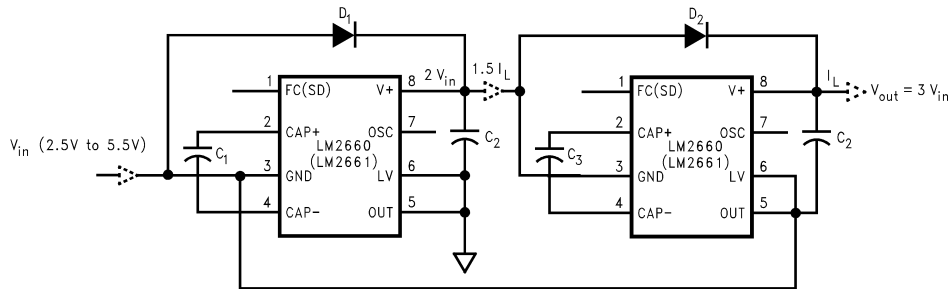 D1
D2
2 Vin
1.5 IL
IL
Vout = 3 Vin
Vin (2.5V to 5.5V)
1
FC(SD)
V+
8
2
CAP+
OSC
7
LM2660
(LM2661)
3
GND
LV
6
4
CAP-
OUT
5
C1
C2
1
FC(SD)
V+
8
2
CAP+
OSC
7
LM2660
(LM2661)
3
GND
LV
6
4
CAP-
OUT
5
C3
C2